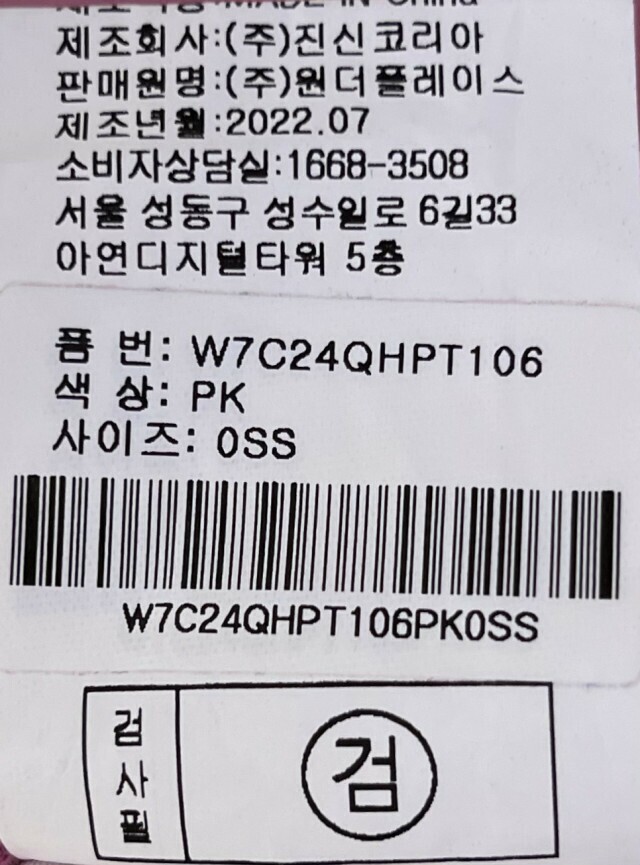 MADE IN China
제조회사:(주)진신코리아
판매원명:(주)원더플레이스
제조년월:2022.07
소비자상담실:1668-3508
서울 성동구 성수일로 6길33
아연디지털타워 5층
품 번: W7C24QHPT106
색 상: PK
사이즈: 0SS
W7C24QHPT106PK0SS
검
사
필
검